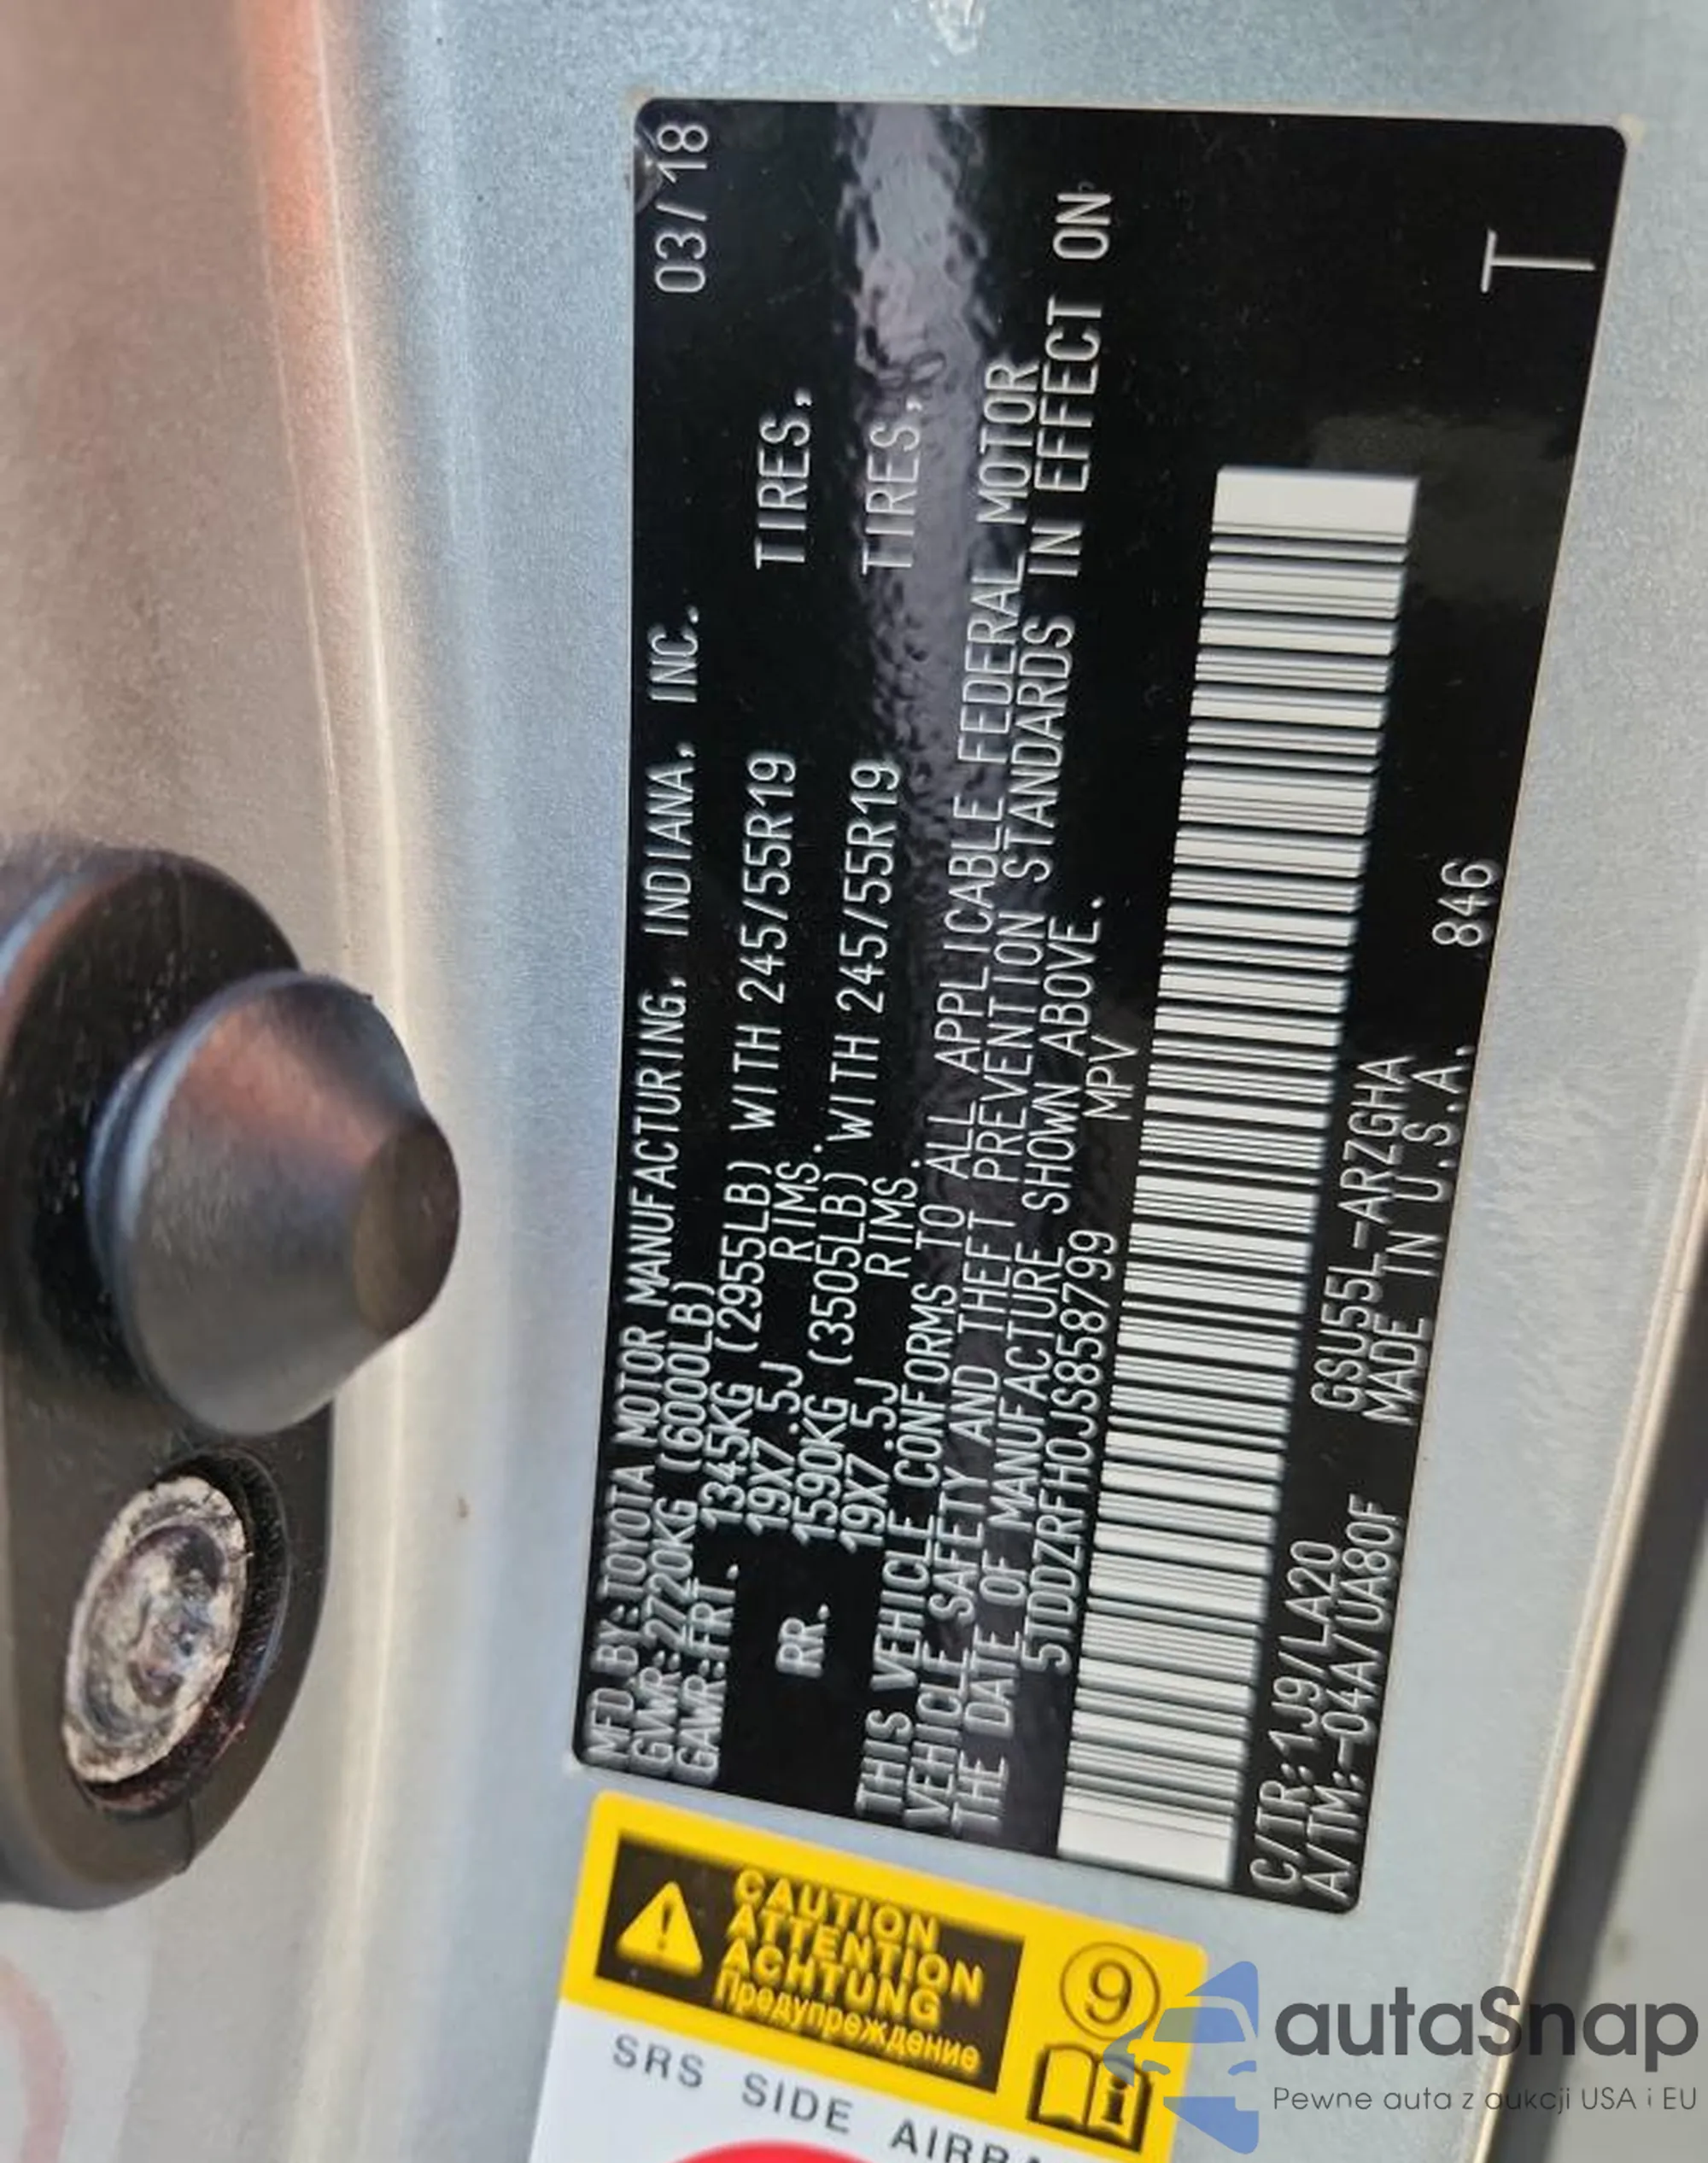 MFD BY:TOYOTA MOTOR MANUFACTURING, INDIANA, INC. 03/18
GVWR:2720KG (6000LB)
GAWR:FRT. 1345KG (2955LB) WITH 245/55R19 TIRES,
19X7.5J RIMS.
RR. 1590KG (3505LB) WITH 245/55R19 TIRES,
19X7.5J RIMS.
THIS VEHICLE CONFORMS TO ALL APPLICABLE FEDERAL MOTOR
VEHICLE SAFETY AND THEFT PREVENTION STANDARDS IN EFFECT ON
THE DATE OF MANUFACTURE SHOWN ABOVE.
5TDDZRFH0JS858799 MPV
C/TR:1J9/LA20 GSU55L-ARZGHA
A/TM:-04A/UA80F MADE IN U.S.A. 846
T
CAUTION
ATTENTION
ACHTUNG
Предупреждение
9
i
SRS SIDE AIRBA
autaSnap
Pewne auta z aukcji USA i EU